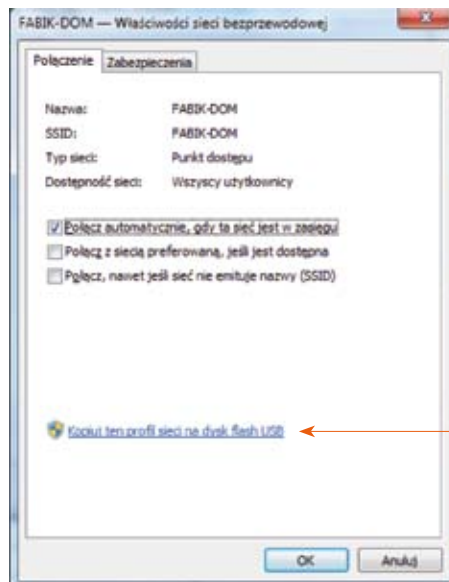 FABIK-DOM — Właściwości sieci bezprzewodowej
Połączenie Zabezpieczenia
Nazwa: FABIK-DOM
SSID: FABIK-DOM
Typ sieci: Punkt dostępu
Dostępność sieci: Wszyscy użytkownicy
Połącz automatycznie, gdy ta sieć jest w zasięgu
Połącz z siecią preferowaną, jeśli jest dostępna
Połącz, nawet jeśli sieć nie emituje nazwy (SSID)
Kopiuj ten profil sieci na dysk flash USB
OK Anuluj